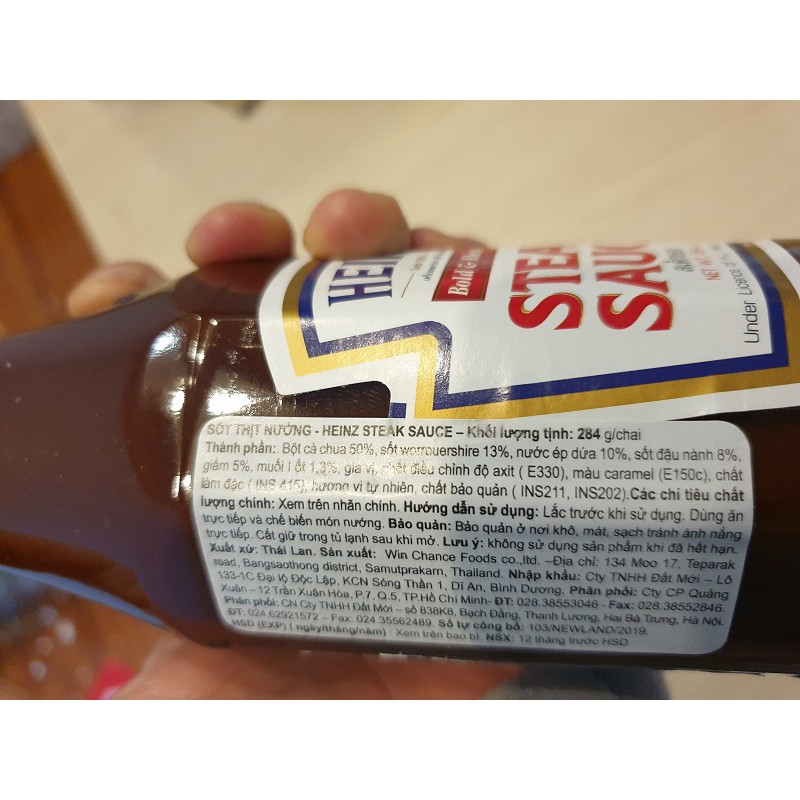 HEINZ
Bold &
STEAK
SAUCE
NET W
Under Licence of
SỐT THỊT NƯỚNG - HEINZ STEAK SAUCE – Khối lượng tịnh: 284 g/chai
Thành phần: Bột cà chua 50%, sốt worrouershire 13%, nước ép dứa 10%, sốt đậu nành 8%,
giấm 5%, muối I ốt 1,3%, gia vị, chất điều chỉnh độ axit ( E330), màu caramel (E150c), chất
làm đặc ( INS 415), hương vị tự nhiên, chất bảo quản ( INS211, INS202).Các chỉ tiêu chất
lượng chính: Xem trên nhãn chính. Hướng dẫn sử dụng: Lắc trước khi sử dụng. Dùng ăn
trực tiếp và chế biến món nướng. Bảo quản: Bảo quản ở nơi khô, mát, sạch tránh ánh nắng
trực tiếp. Cất giữ trong tủ lạnh sau khi mở. Lưu ý: không sử dụng sản phẩm khi đã hết hạn.
Xuất xứ: Thái Lan. Sản xuất: Win Chance Foods co.,ltd. –Địa chỉ: 134 Moo 17, Teparak
road, Bangsaothong district, Samutprakarn, Thailand. Nhập khẩu: Cty TNHH Đất Mới – Lô
133-1C Đại lộ Độc Lập, KCN Sóng Thần 1, Dĩ An, Bình Dương. Phân phối: Cty CP Quảng
Xuân – 12 Trần Xuân Hòa, P.7, Q.5, TP.Hồ Chí Minh- ĐT: 028.38553046 - Fax: 028.38552846.
Phân phối: CN Cty TNHH Đất Mới – số 838K8, Bạch Đằng, Thanh Lương, Hai Bà Trưng, Hà Nội.
ĐT: 024.62921572 – Fax: 024 35562489. Số tự công bố: 103/NEWLAND/2019.
HSD (EXP) ( ngày/tháng/năm) : Xem trên bao bì. NSX: 12 tháng trước HSD